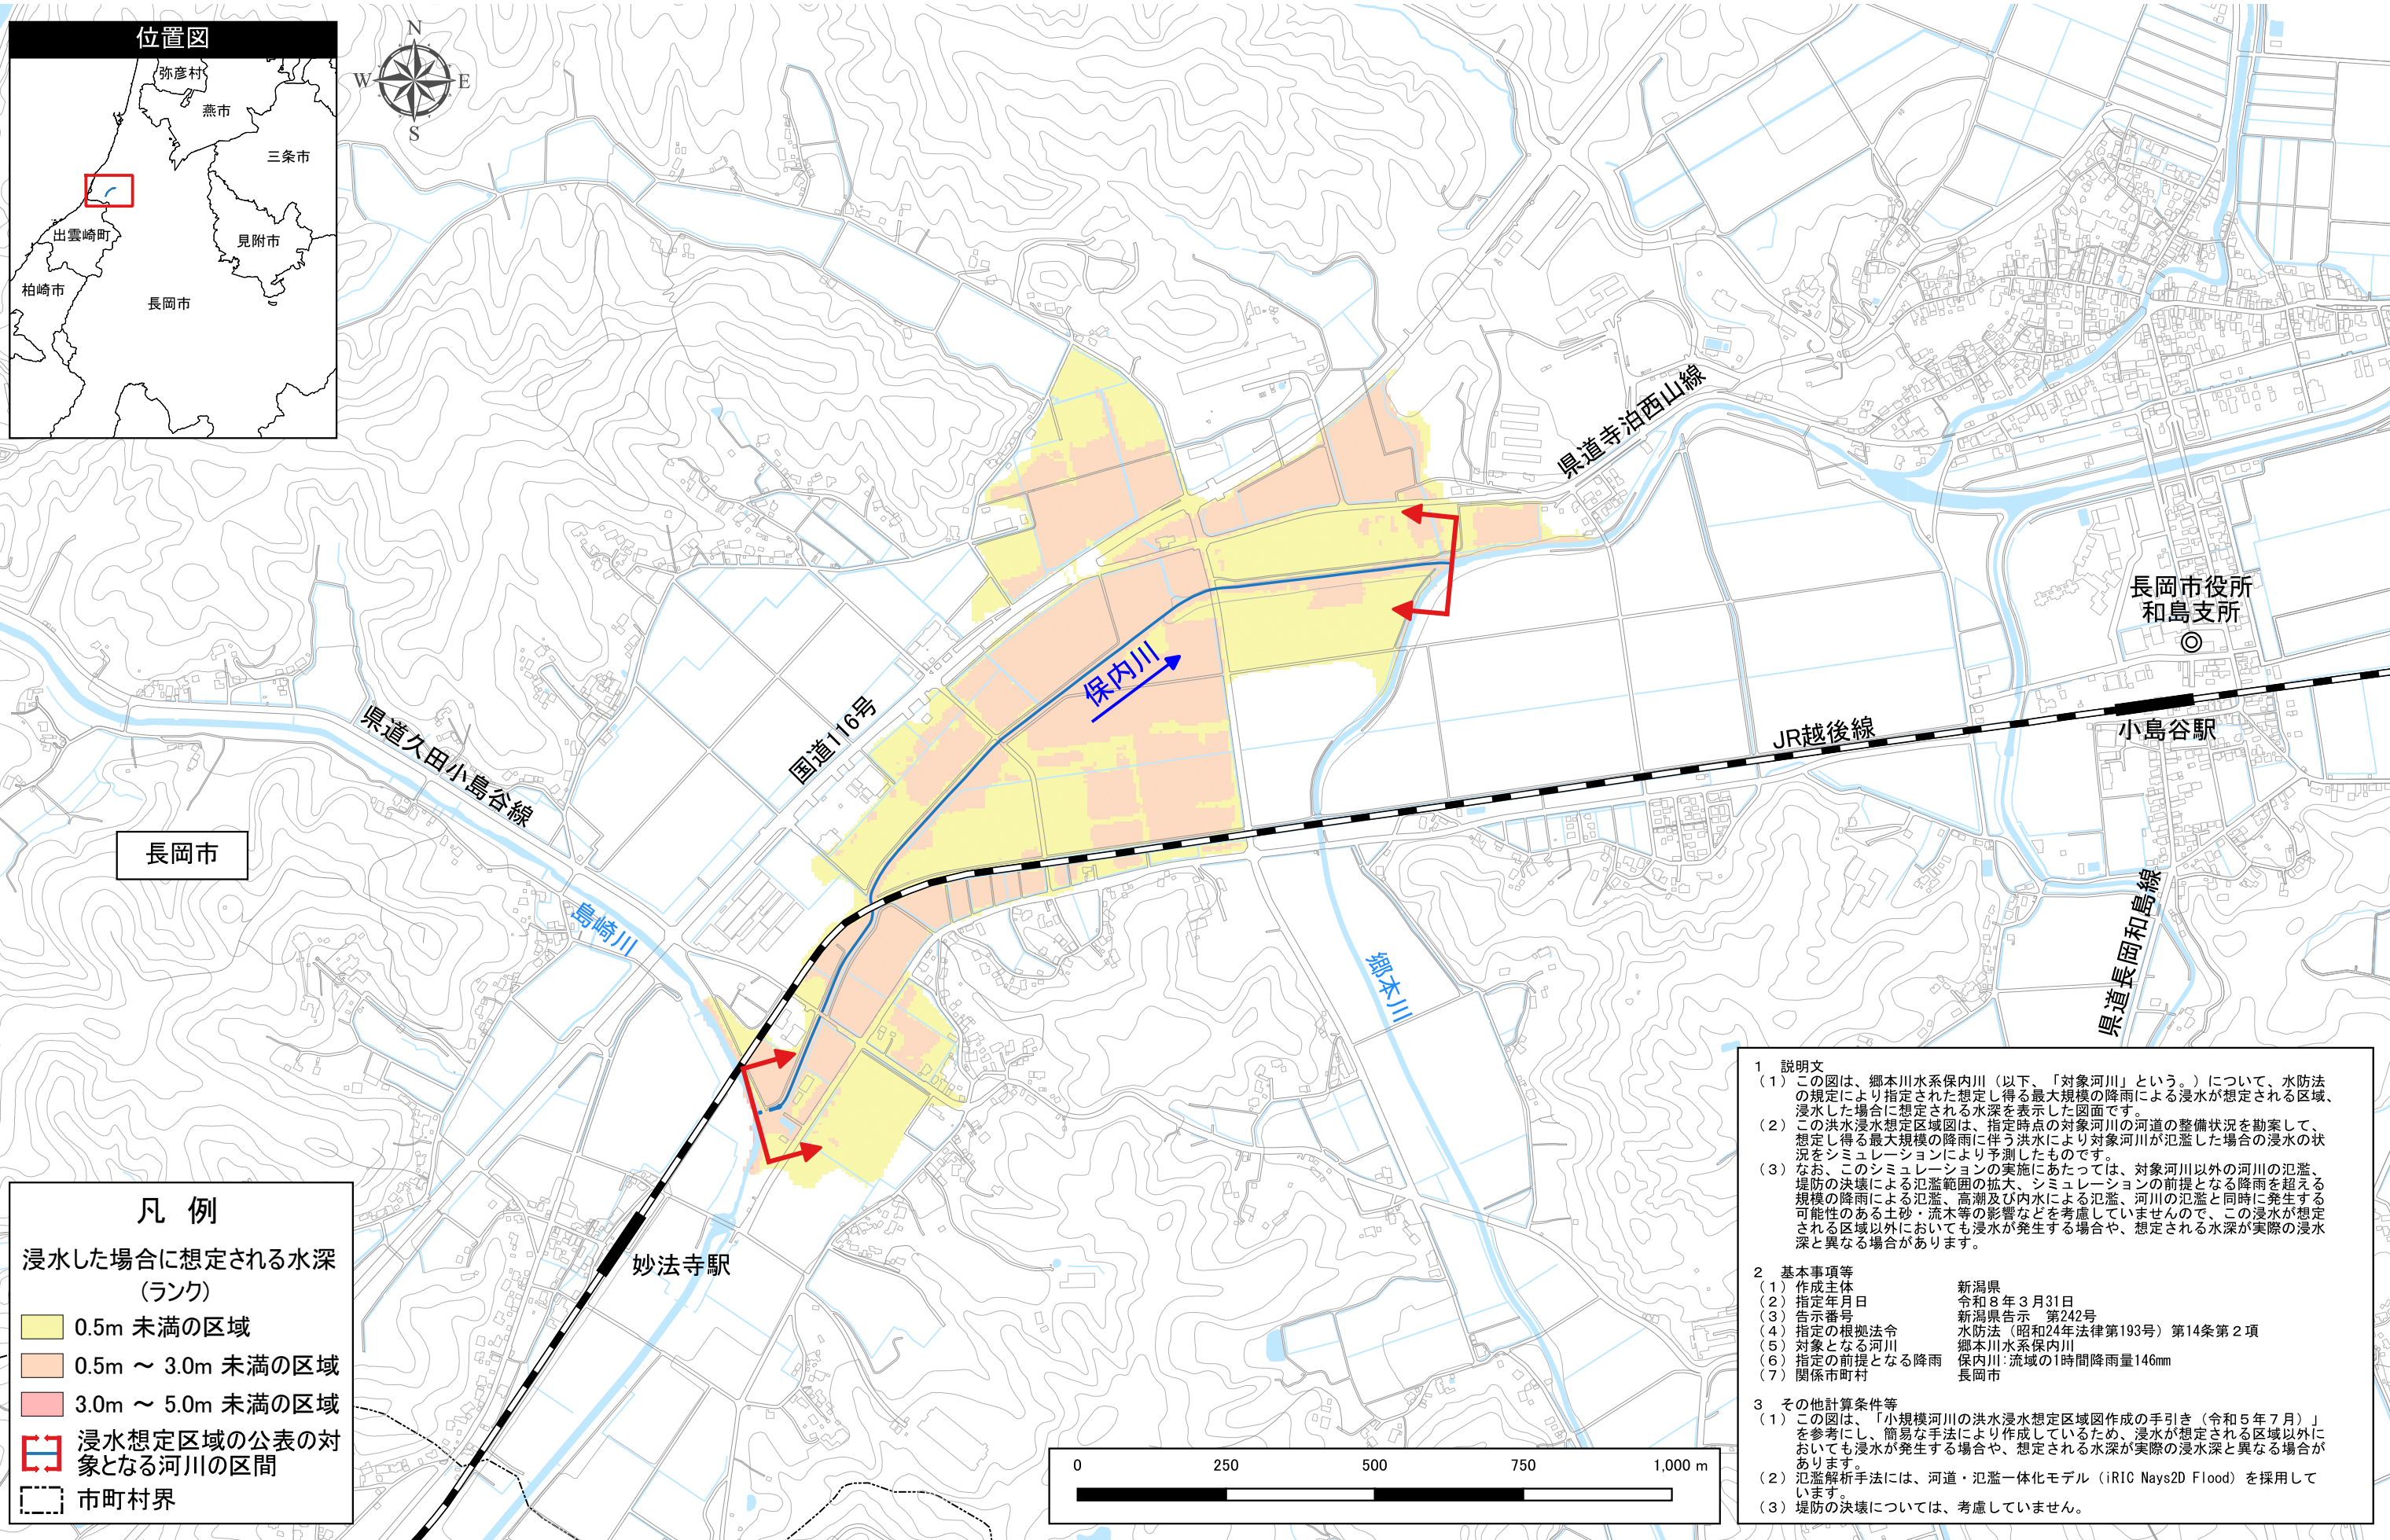 位置図
弥彦村
燕市
三条市
出雲崎町
見附市
柏崎市
長岡市
N
W
E
S
県道寺泊西山線
長岡市役所
和島支所
保内川
国道116号
県道久田小島谷線
JR越後線
小島谷駅
長岡市
島崎川
郷本川
県道長岡和島線
妙法寺駅
凡 例
浸水した場合に想定される水深
(ランク)
0.5m 未満の区域
0.5m ～ 3.0m 未満の区域
3.0m ～ 5.0m 未満の区域
浸水想定区域の公表の対
象となる河川の区間
市町村界
0 250 500 750 1,000 m
1 説明文
(1)この図は、郷本川水系保内川（以下、「対象河川」という。）について、水防法
の規定により指定された想定し得る最大規模の降雨による浸水が想定される区域、
浸水した場合に想定される水深を表示した図面です。
(2)この洪水浸水想定区域図は、指定時点の対象河川の河道の整備状況を勘案して、
想定し得る最大規模の降雨に伴う洪水により対象河川が氾濫した場合の浸水の状
況をシミュレーションにより予測したものです。
(3)なお、このシミュレーションの実施にあたっては、対象河川以外の河川の氾濫、
堤防の決壊による氾濫範囲の拡大、シミュレーションの前提となる降雨を超える
規模の降雨による氾濫、高潮及び内水による氾濫、河川の氾濫と同時に発生する
可能性のある土砂・流木等の影響などを考慮していませんので、この浸水が想定
される区域以外においても浸水が発生する場合や、想定される水深が実際の浸水
深と異なる場合があります。
2 基本事項等
(1)作成主体 新潟県
(2)指定年月日 令和８年３月31日
(3)告示番号 新潟県告示 第242号
(4)指定の根拠法令 水防法（昭和24年法律第193号）第14条第２項
(5)対象となる河川 郷本川水系保内川
(6)指定の前提となる降雨 保内川:流域の1時間降雨量146mm
(7)関係市町村 長岡市
3 その他計算条件等
(1)この図は、「小規模河川の洪水浸水想定区域図作成の手引き（令和５年７月）」
を参考にし、簡易な手法により作成しているため、浸水が想定される区域以外に
おいても浸水が発生する場合や、想定される水深が実際の浸水深と異なる場合が
あります。
(2)氾濫解析手法には、河道・氾濫一体化モデル（iRIC Nays2D Flood）を採用して
います。
(3)堤防の決壊については、考慮していません。